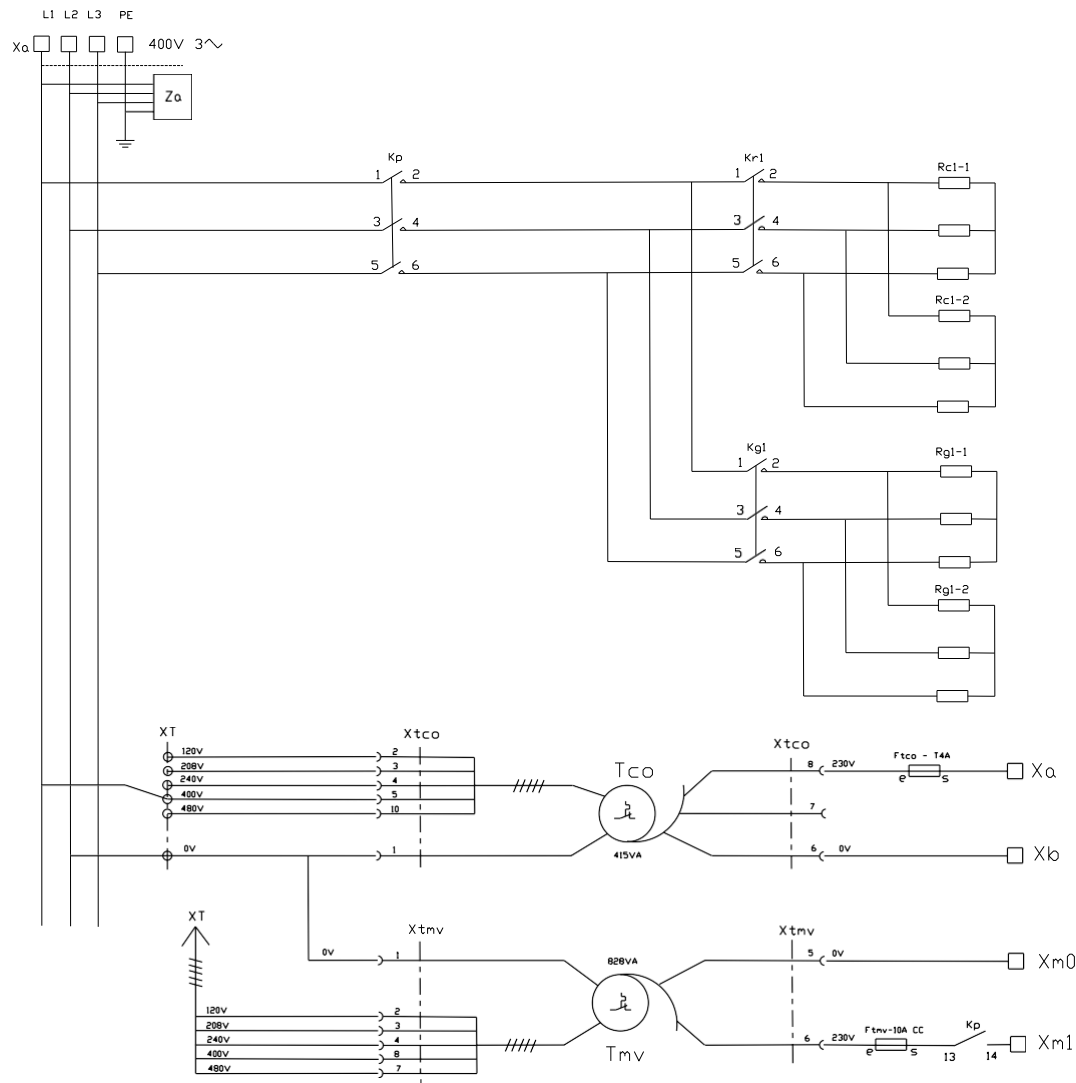 L1 L2 L3 PE
Xa 400V 3
Za
Kp Kr1 Rc1-1
1 2 1 2
3 4 3 4
5 6 5 6
Rc1-2
Kg1 Rg1-1
1 2
3 4
5 6
Rg1-2
XT Xtco Xtco
120V 2
208V 3
240V 4
400V 5
480V 10
0V 1
Tco
415VA
8 230V Ftco - T4A Xa
e s
7
6 0V Xb
XT Xtmv Xtmv
0V 1
828VA
Tmv
5 0V Xm0
120V 2
208V 3
240V 4
400V 8
480V 7
6 230V Ftmv-10A CC Kp Xm1
e s 13 14